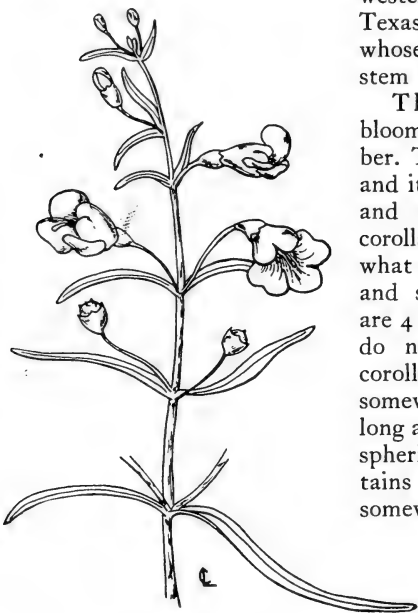 weste
Texas
whose
stem
Th
bloom
ber. T
and it
and
coroll
what
and s
are 4
do n
coroll
somew
long a
spher
tains
somew